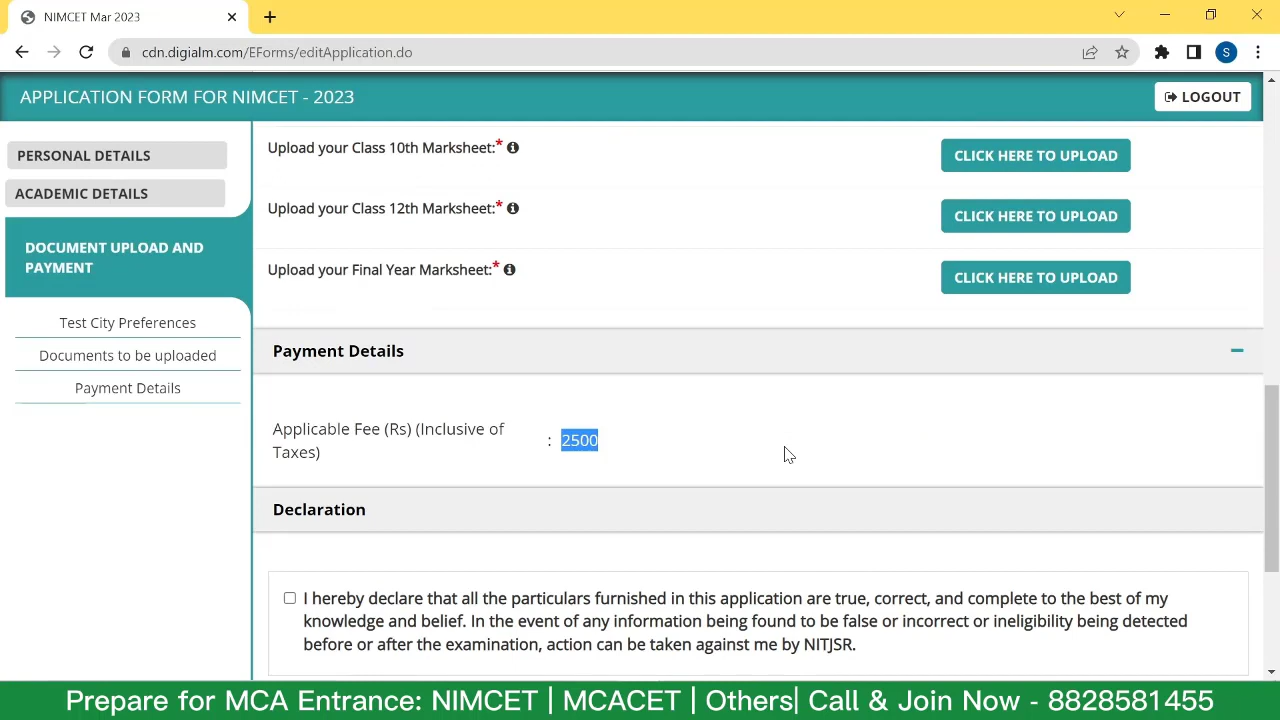 NIMCET Mar 2023
cdn.digialm.com/EForms/editApplication.do
S
APPLICATION FORM FOR NIMCET - 2023
LOGOUT
PERSONAL DETAILS
ACADEMIC DETAILS
DOCUMENT UPLOAD AND
PAYMENT
Test City Preferences
Documents to be uploaded
Payment Details
Upload your Class 10th Marksheet:*
CLICK HERE TO UPLOAD
Upload your Class 12th Marksheet:*
CLICK HERE TO UPLOAD
Upload your Final Year Marksheet:*
CLICK HERE TO UPLOAD
Payment Details
Applicable Fee (Rs) (Inclusive of
Taxes)
: 2500
Declaration
I hereby declare that all the particulars furnished in this application are true, correct, and complete to the best of my
knowledge and belief. In the event of any information being found to be false or incorrect or ineligibility being detected
before or after the examination, action can be taken against me by NITJSR.
Prepare for MCA Entrance: NIMCET | MCACET | Others| Call & Join Now - 8828581455